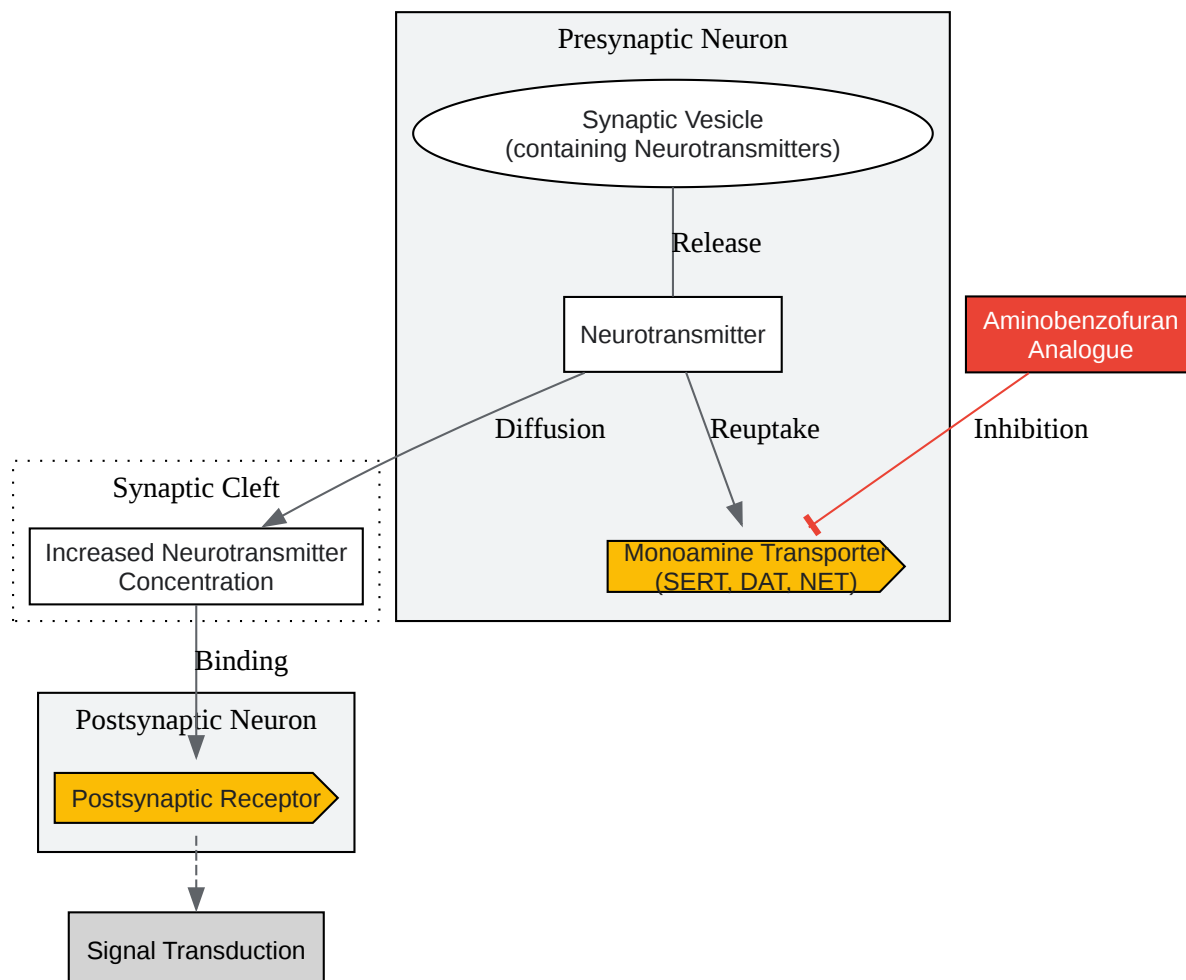 Presynaptic Neuron
Synaptic Vesicle
(containing Neurotransmitters)
Release
Neurotransmitter
Aminobenzofuran
Analogue
Diffusion
Reuptake
Inhibition
Synaptic Cleft
Increased Neurotransmitter
Concentration
Monoamine Transporter
(SERT, DAT, NET)
Binding
Postsynaptic Neuron
Postsynaptic Receptor
Signal Transduction